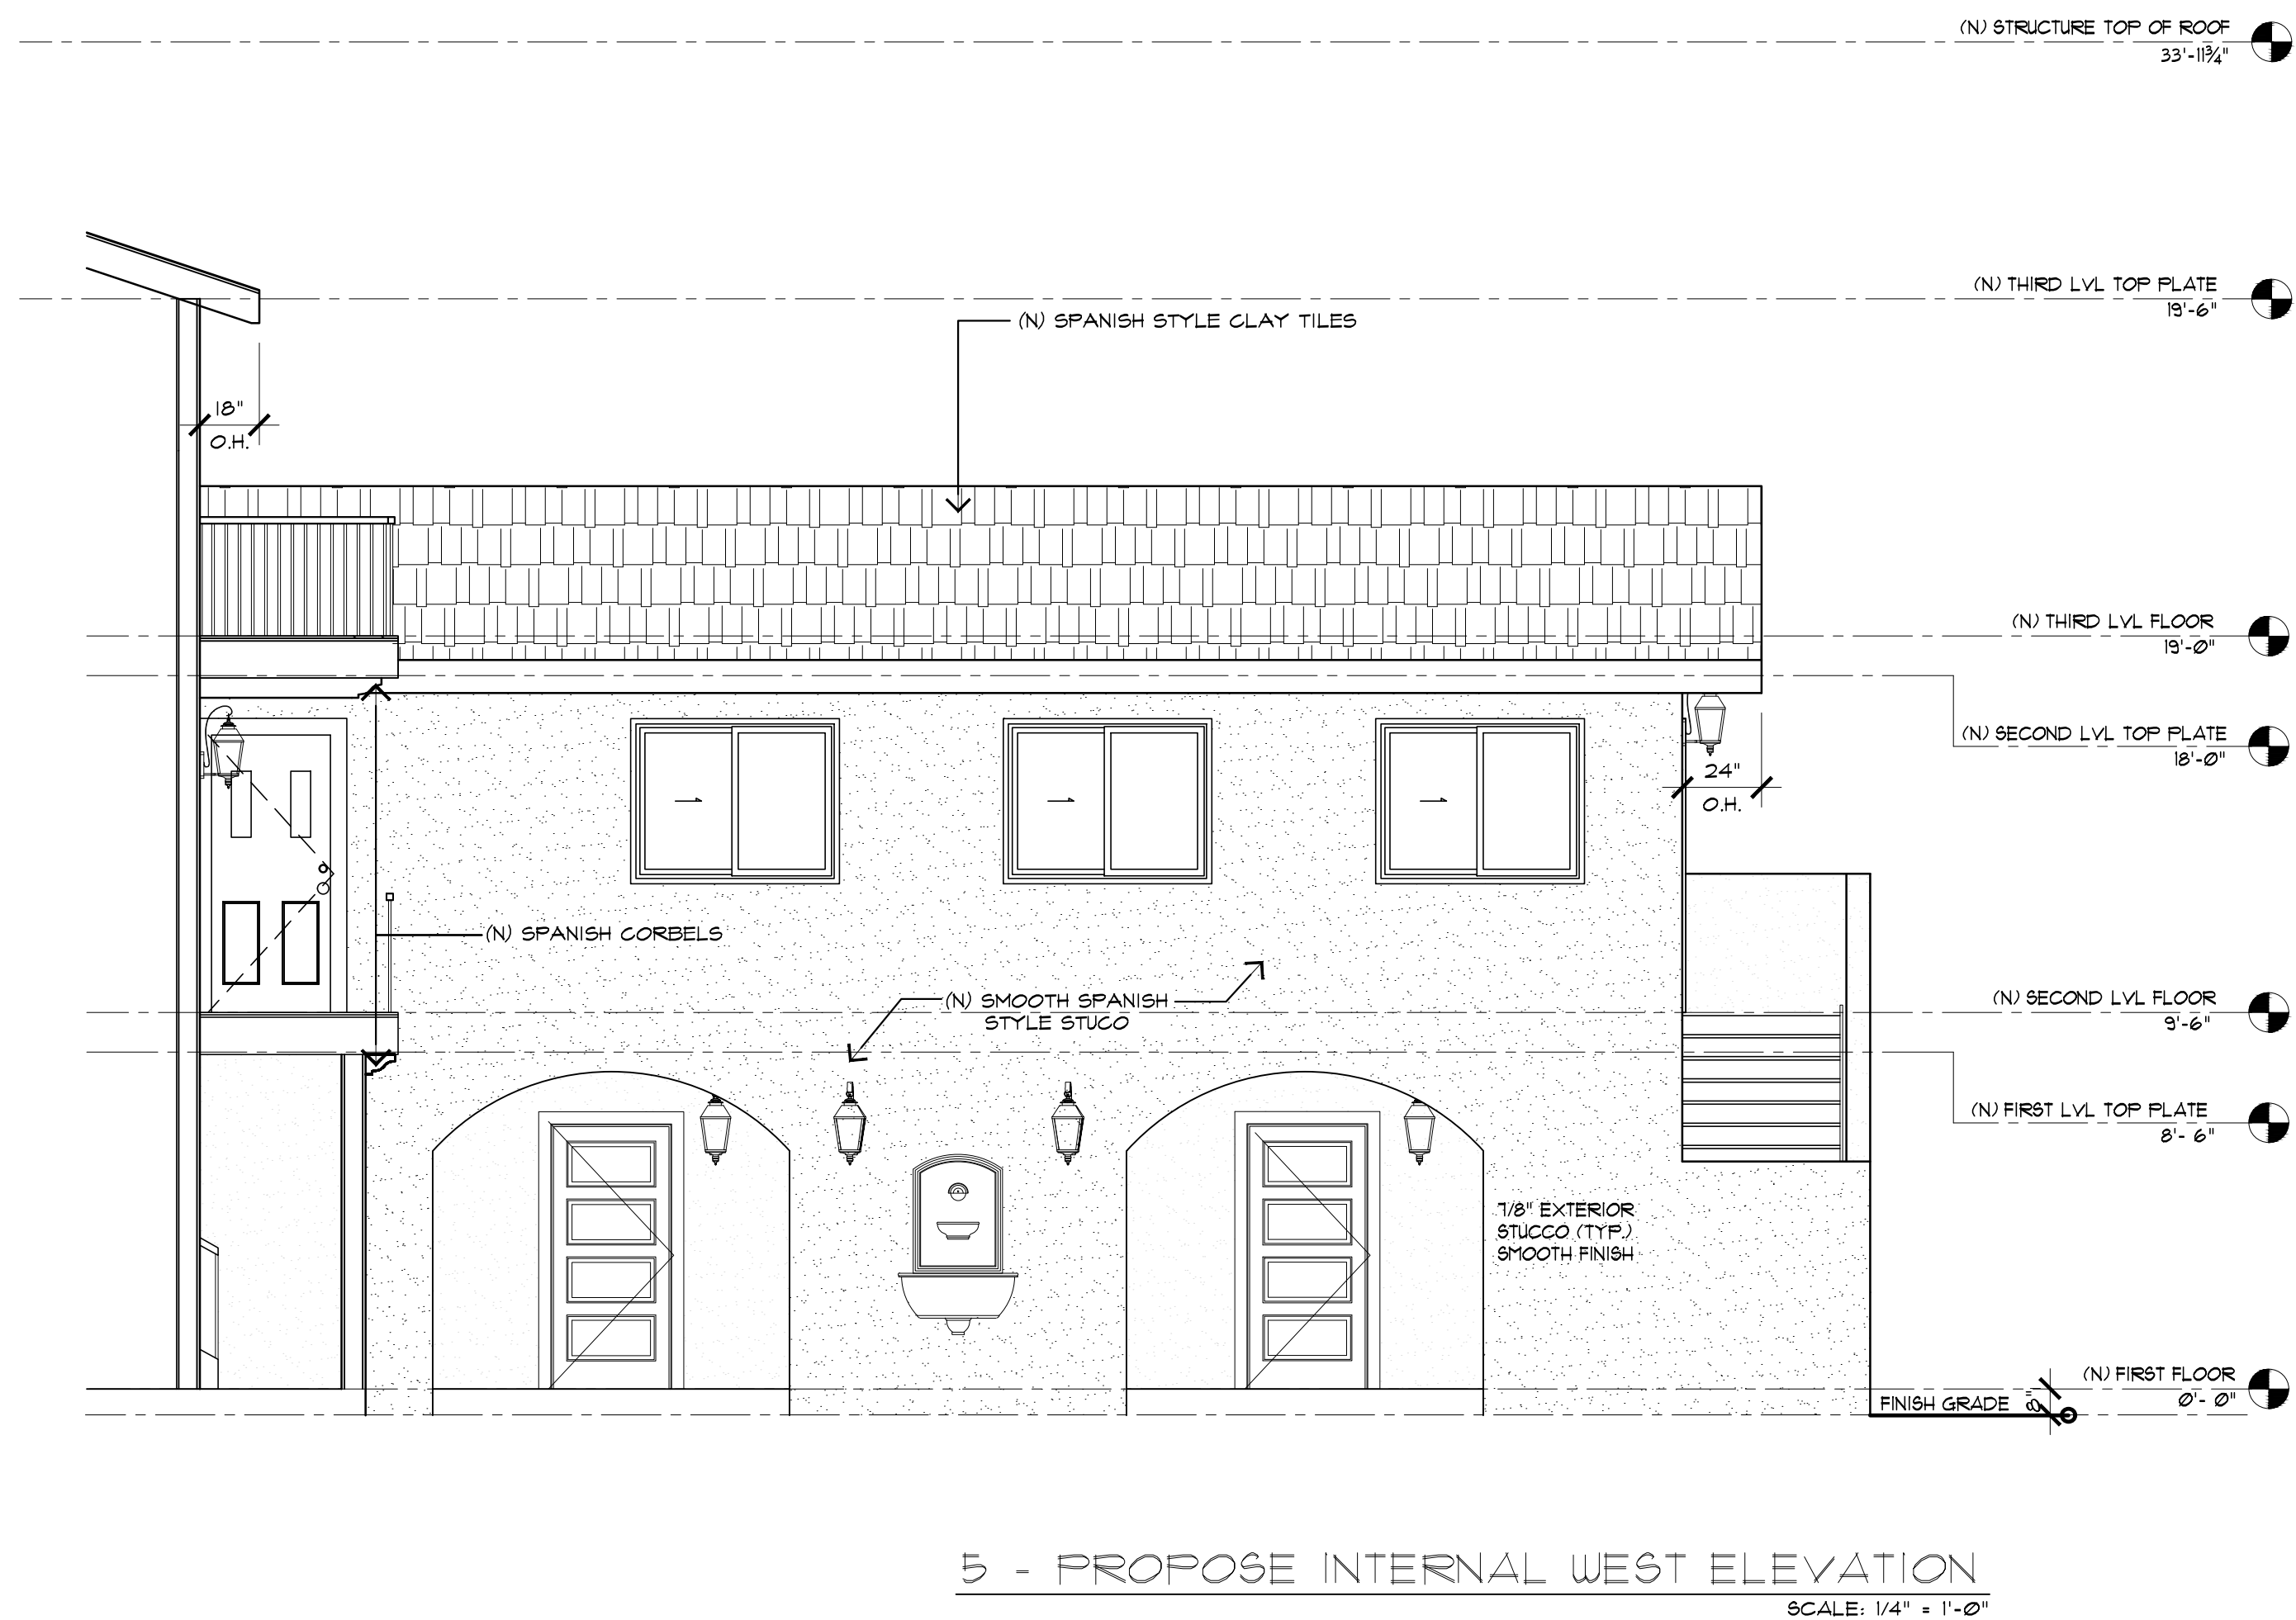 (N) STRUCTURE TOP OF ROOF
33'-11¾"
(N) THIRD LVL TOP PLATE
19'-6"
(N) SPANISH STYLE CLAY TILES
18"
O.H.
(N) THIRD LVL FLOOR
19'-0"
(N) SECOND LVL TOP PLATE
18'-0"
24"
O.H.
(N) SPANISH CORBELS
(N) SMOOTH SPANISH
STYLE STUCO
(N) SECOND LVL FLOOR
9'-6"
(N) FIRST LVL TOP PLATE
8'- 6"
7/8" EXTERIOR
STUCCO (TYP.)
SMOOTH FINISH
(N) FIRST FLOOR
0'- 0"
FINISH GRADE
8"
5 - PROPOSE INTERNAL WEST ELEVATION
SCALE: 1/4" = 1'-0"